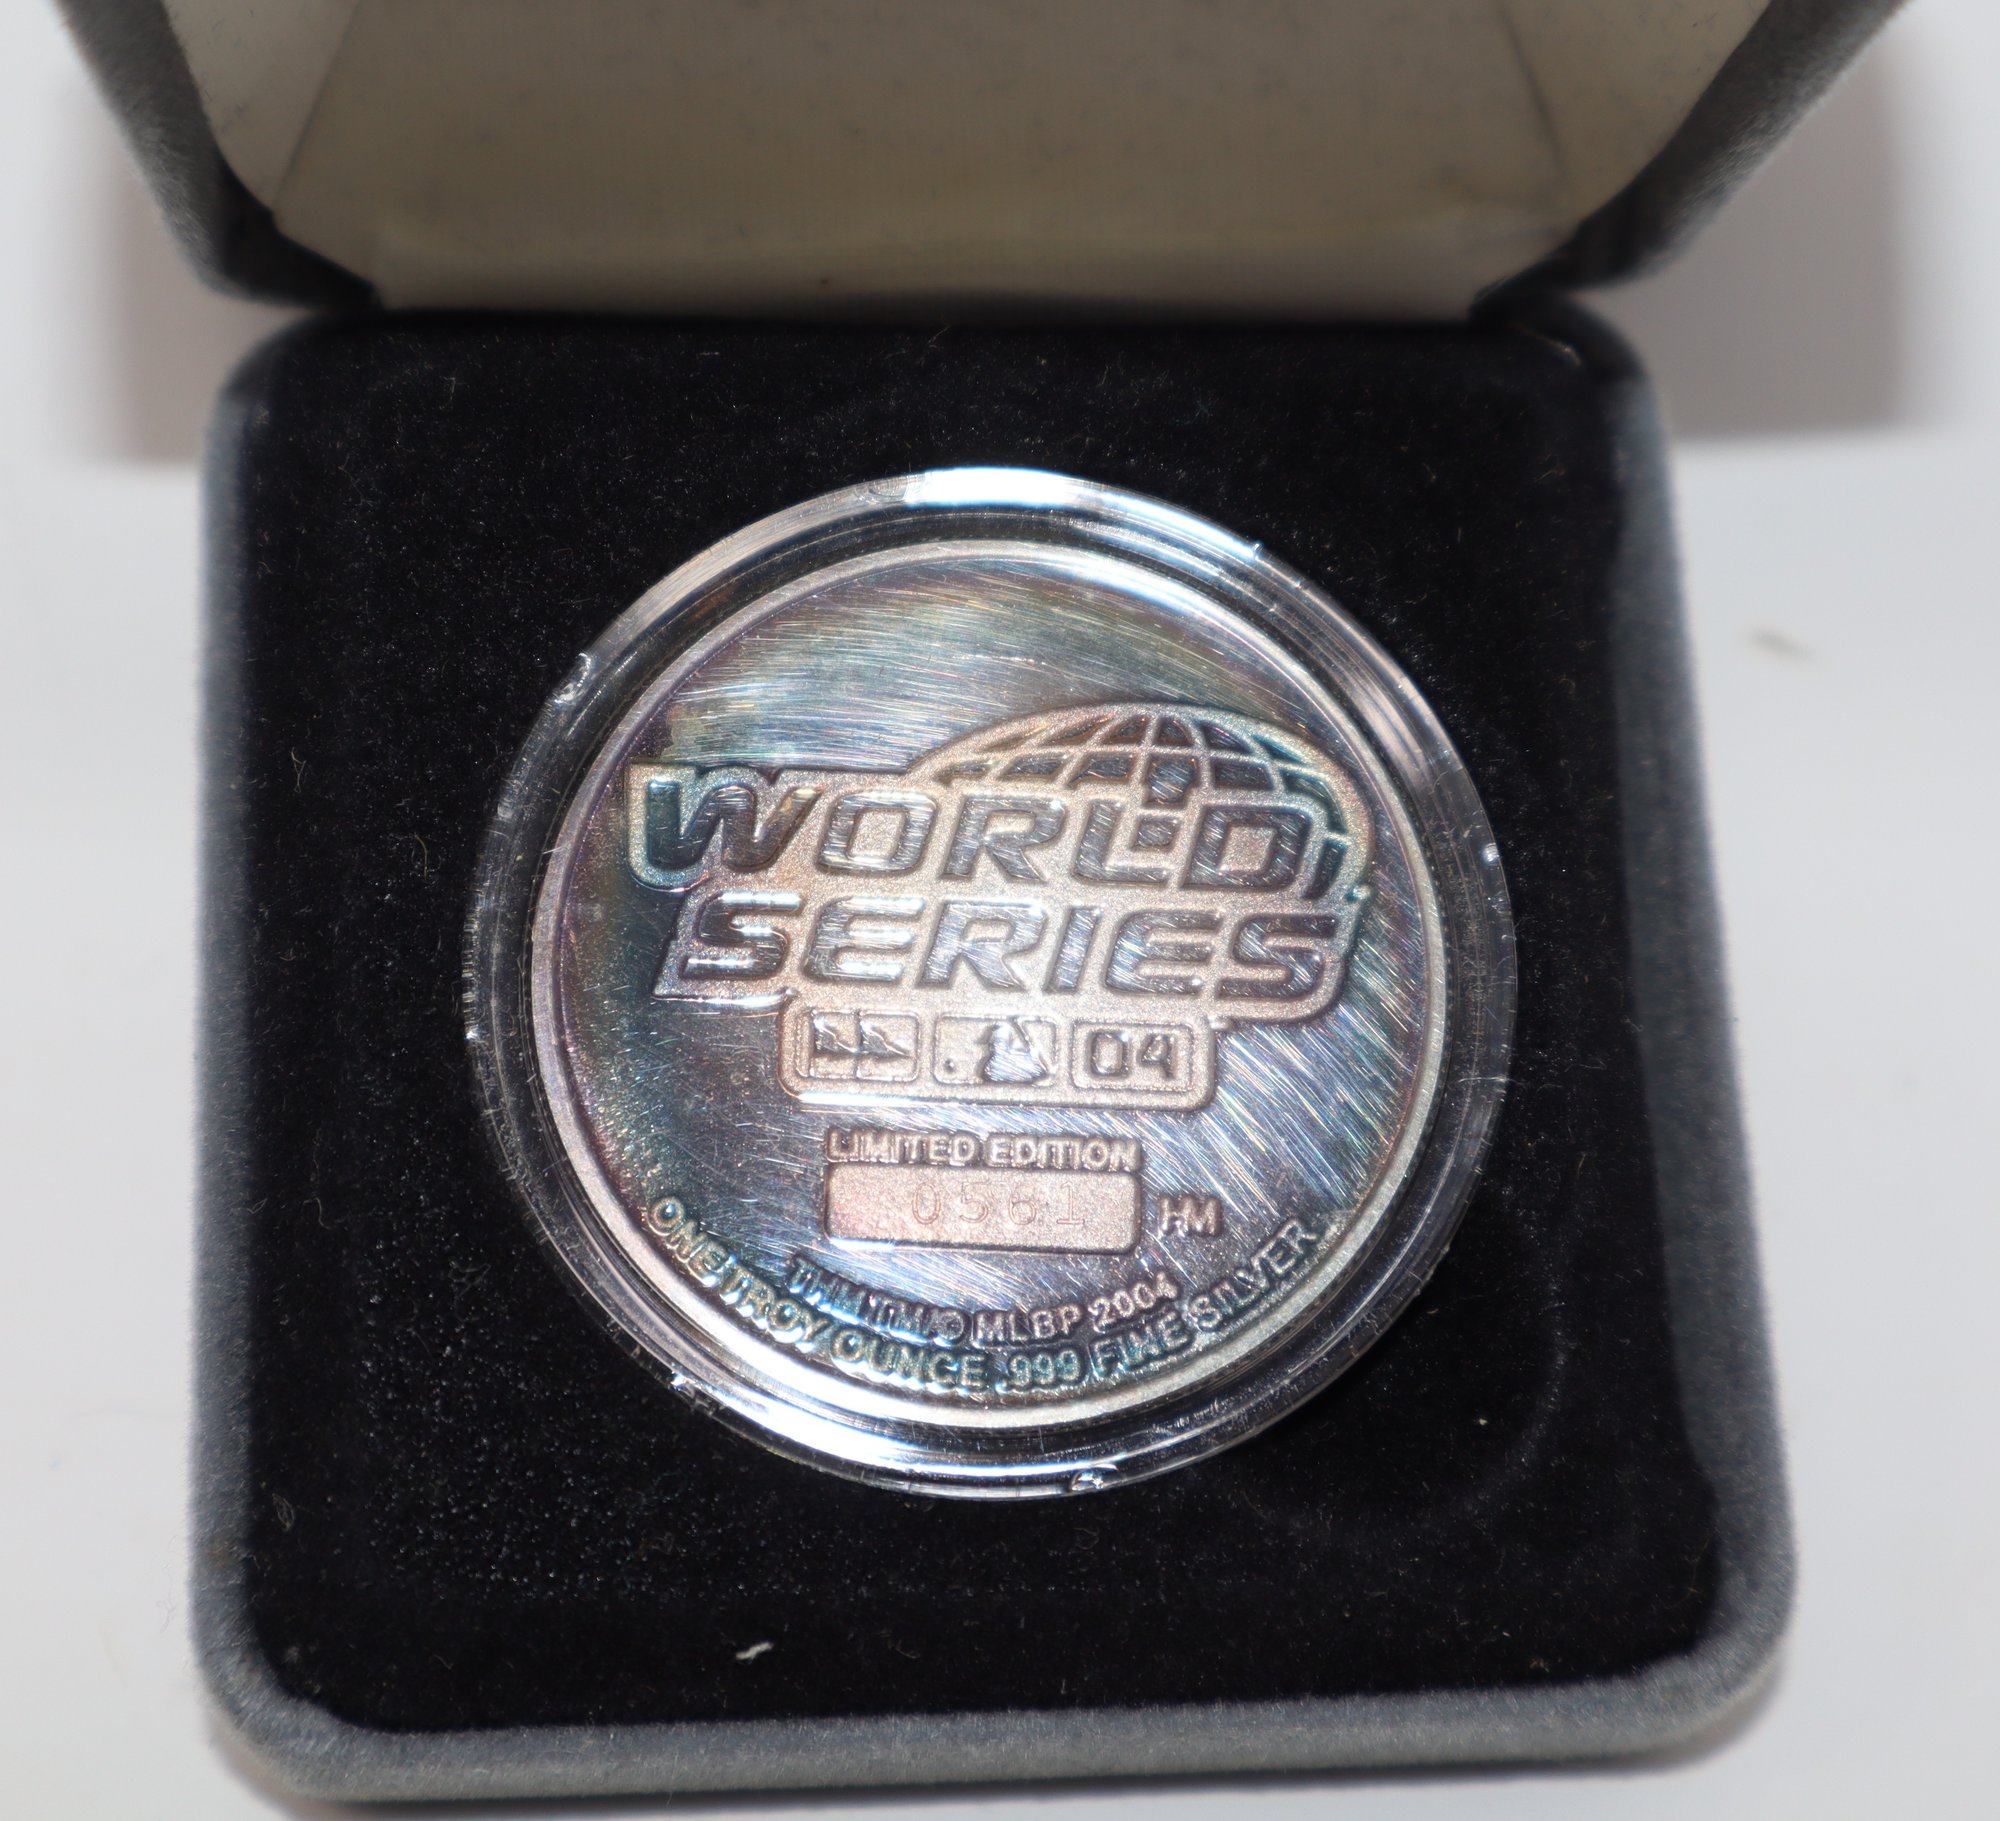 WORLD
SERIES
04
LIMITED EDITION
0561
HM
MLBP 2004
ONE TROY OUNCE .999 FINE SILVER